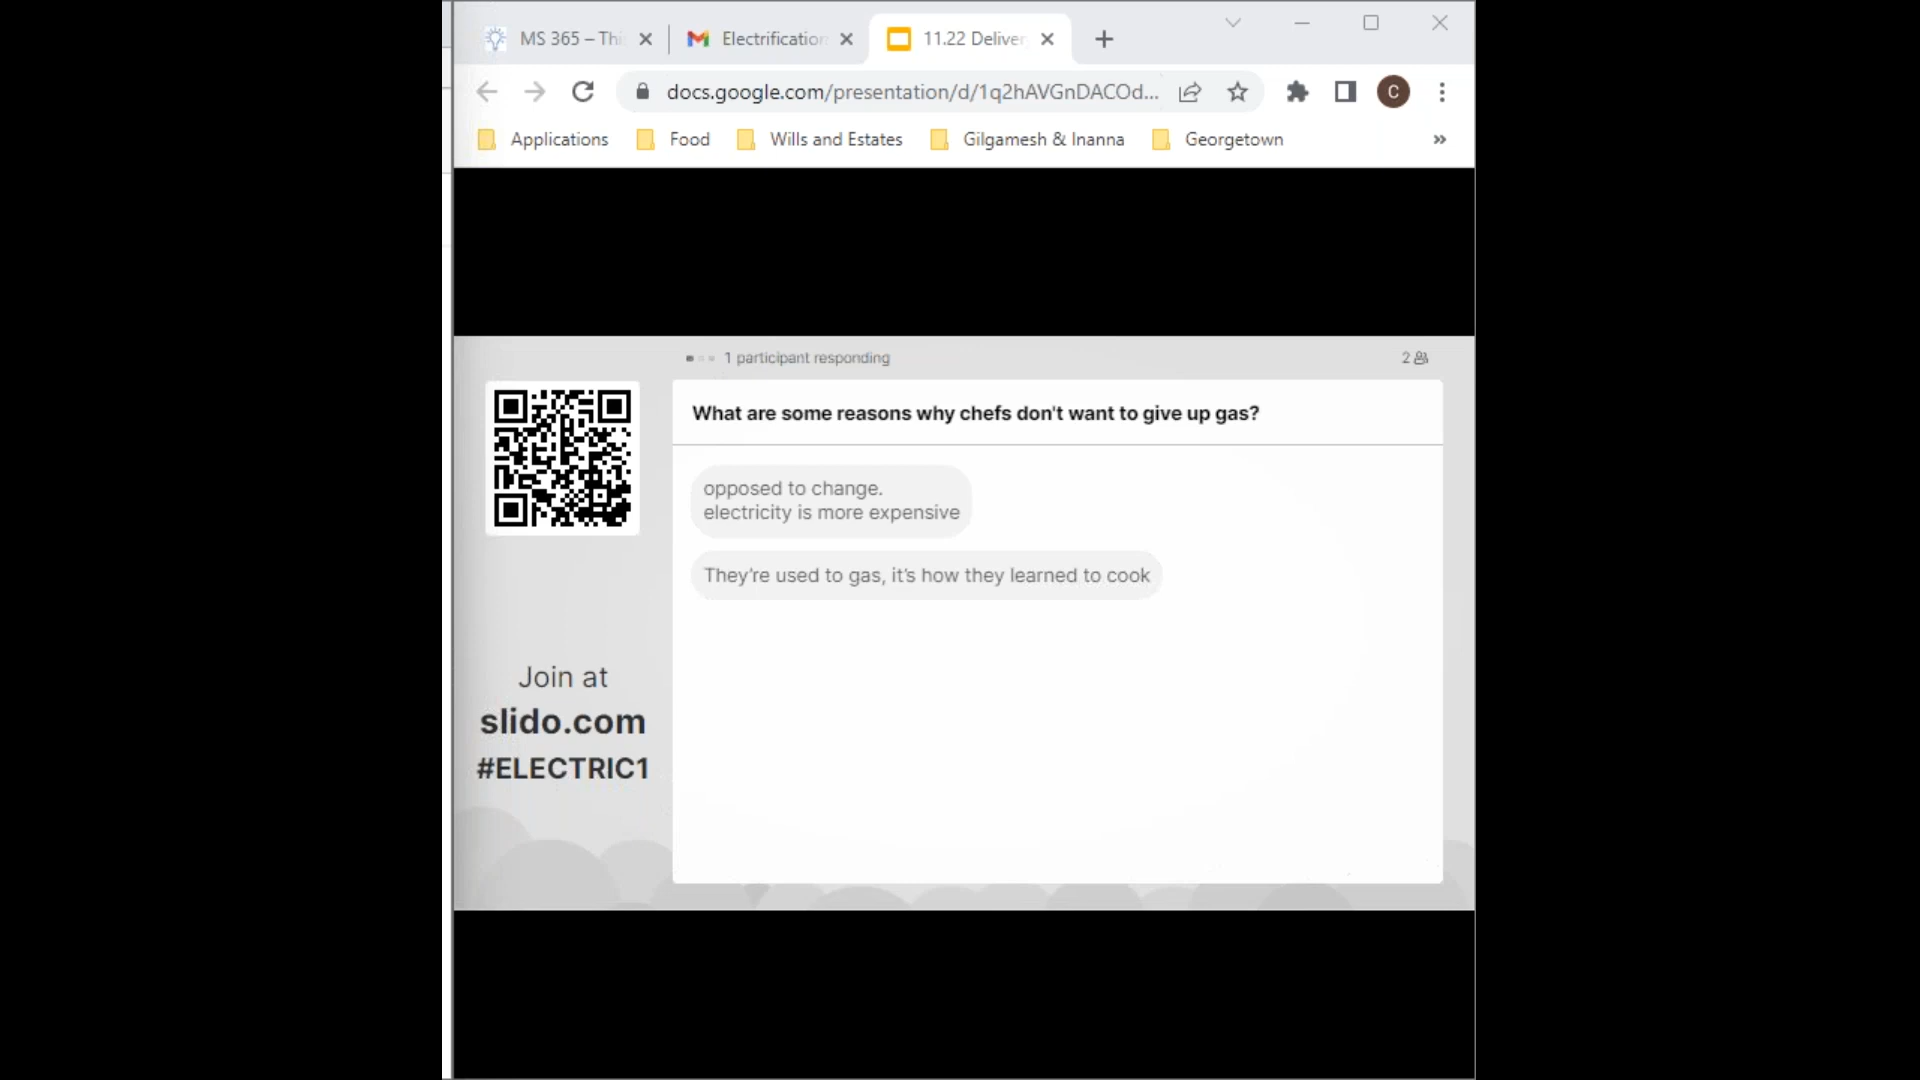 MS 365 – Thi
Electrification
11.22 Deliver
docs.google.com/presentation/d/1q2hAVGnDACOd...
C
Applications
Food
Wills and Estates
Gilgamesh & Inanna
Georgetown
»
1 participant responding
2
What are some reasons why chefs don't want to give up gas?
opposed to change.
electricity is more expensive
They're used to gas, it's how they learned to cook
Join at
slido.com
#ELECTRIC1